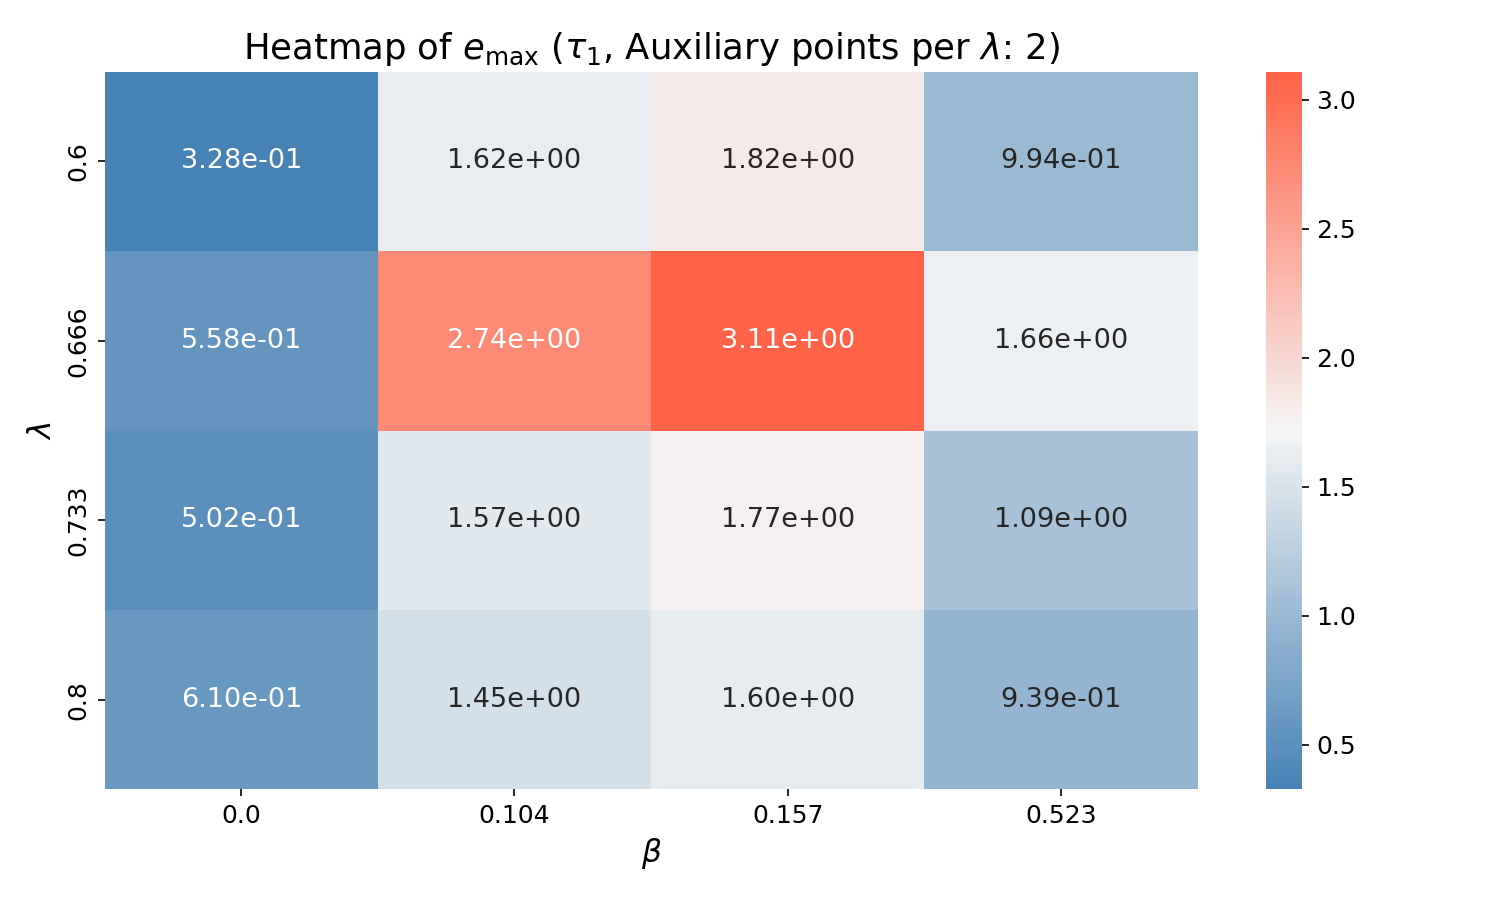 Heatmap of e_max (τ_1, Auxiliary points per λ: 2)
λ
0.6 3.28e-01 1.62e+00 1.82e+00 9.94e-01
0.666 5.58e-01 2.74e+00 3.11e+00 1.66e+00
0.733 5.02e-01 1.57e+00 1.77e+00 1.09e+00
0.8 6.10e-01 1.45e+00 1.60e+00 9.39e-01
0.0 0.104 0.157 0.523
β
3.0
2.5
2.0
1.5
1.0
0.5